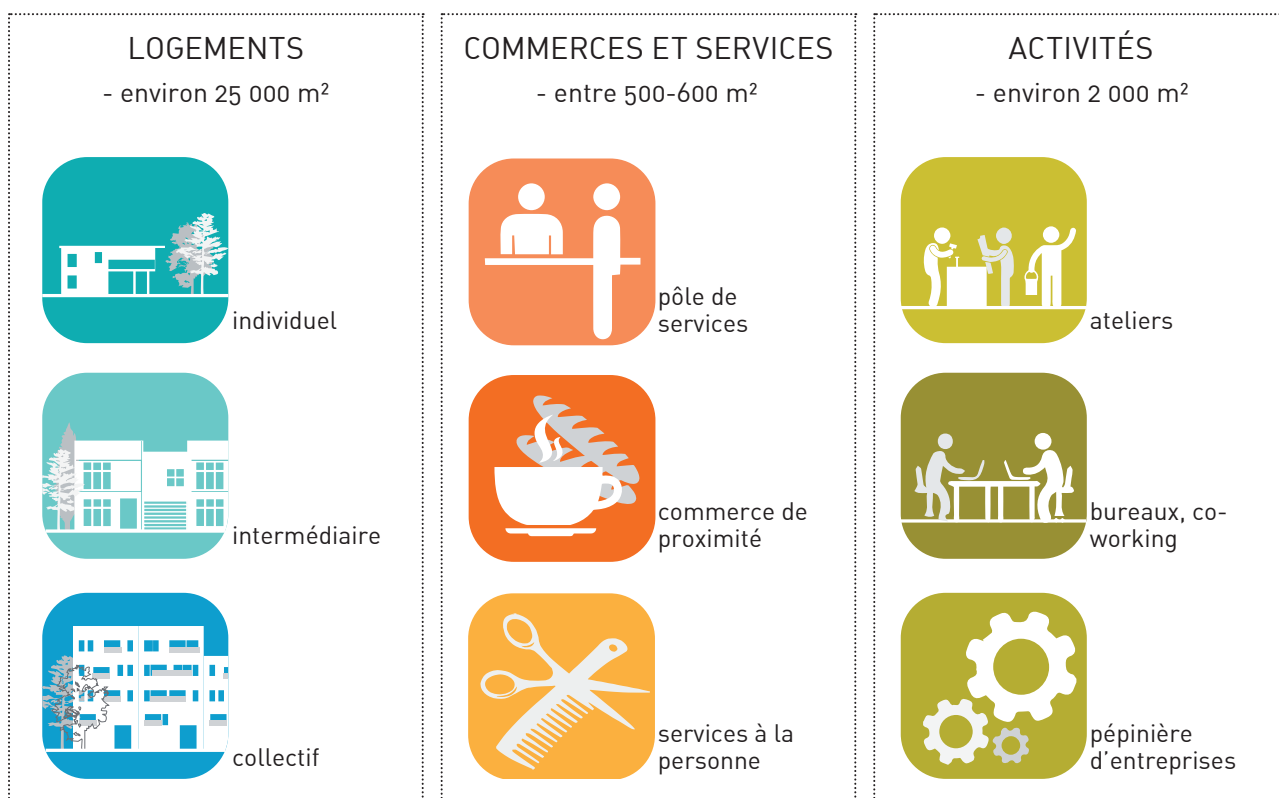 LOGEMENTS
- environ 25 000 m²
individuel
intermédiaire
collectif
COMMERCES ET SERVICES
- entre 500-600 m²
pôle de
services
commerce de
proximité
services à la
personne
ACTIVITÉS
- environ 2 000 m²
ateliers
bureaux, co-
working
pépinière
d’entreprises